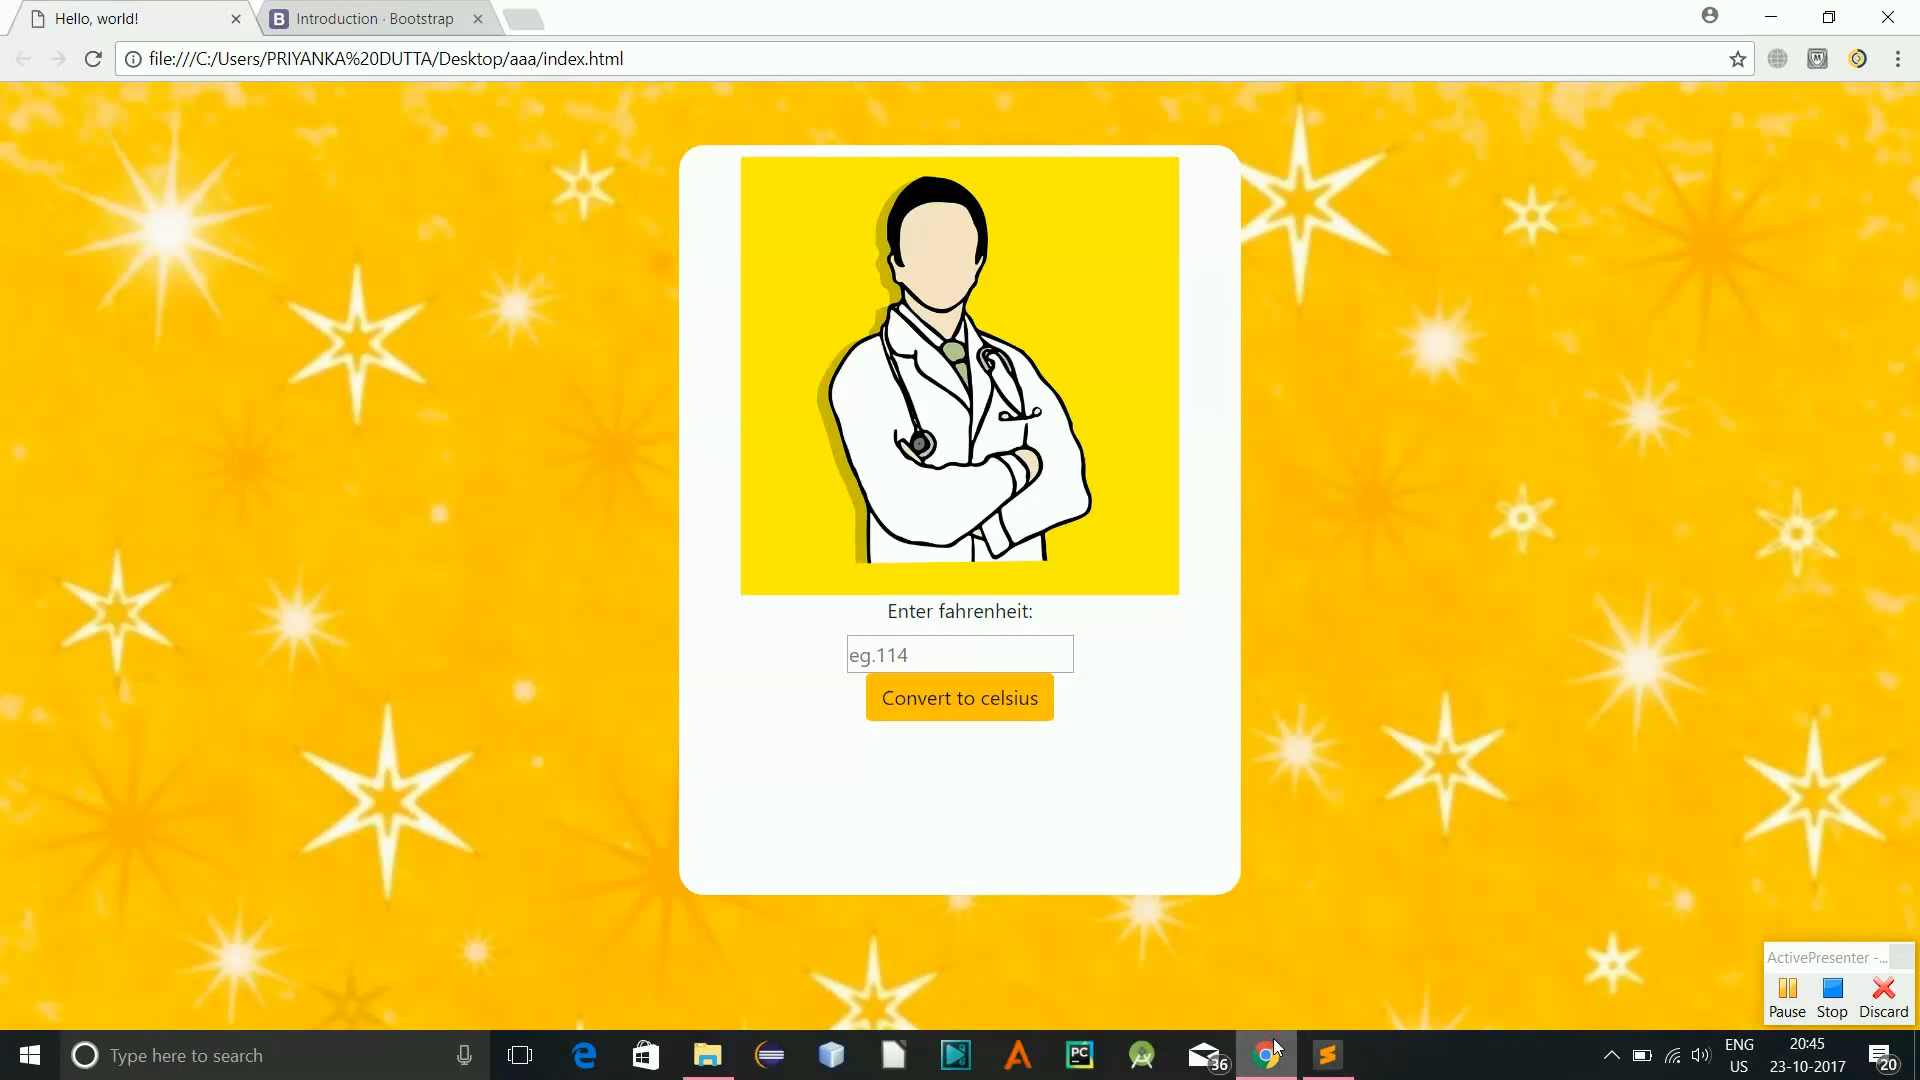 Hello, world!
Introduction · Bootstrap
file:///C:/Users/PRIYANKA%20DUTTA/Desktop/aaa/index.html
Enter fahrenheit:
eg.114
Convert to celsius
ActivePresenter -...
Pause Stop Discard
Type here to search
PC
36
ENG
US
20:45
23-10-2017
20